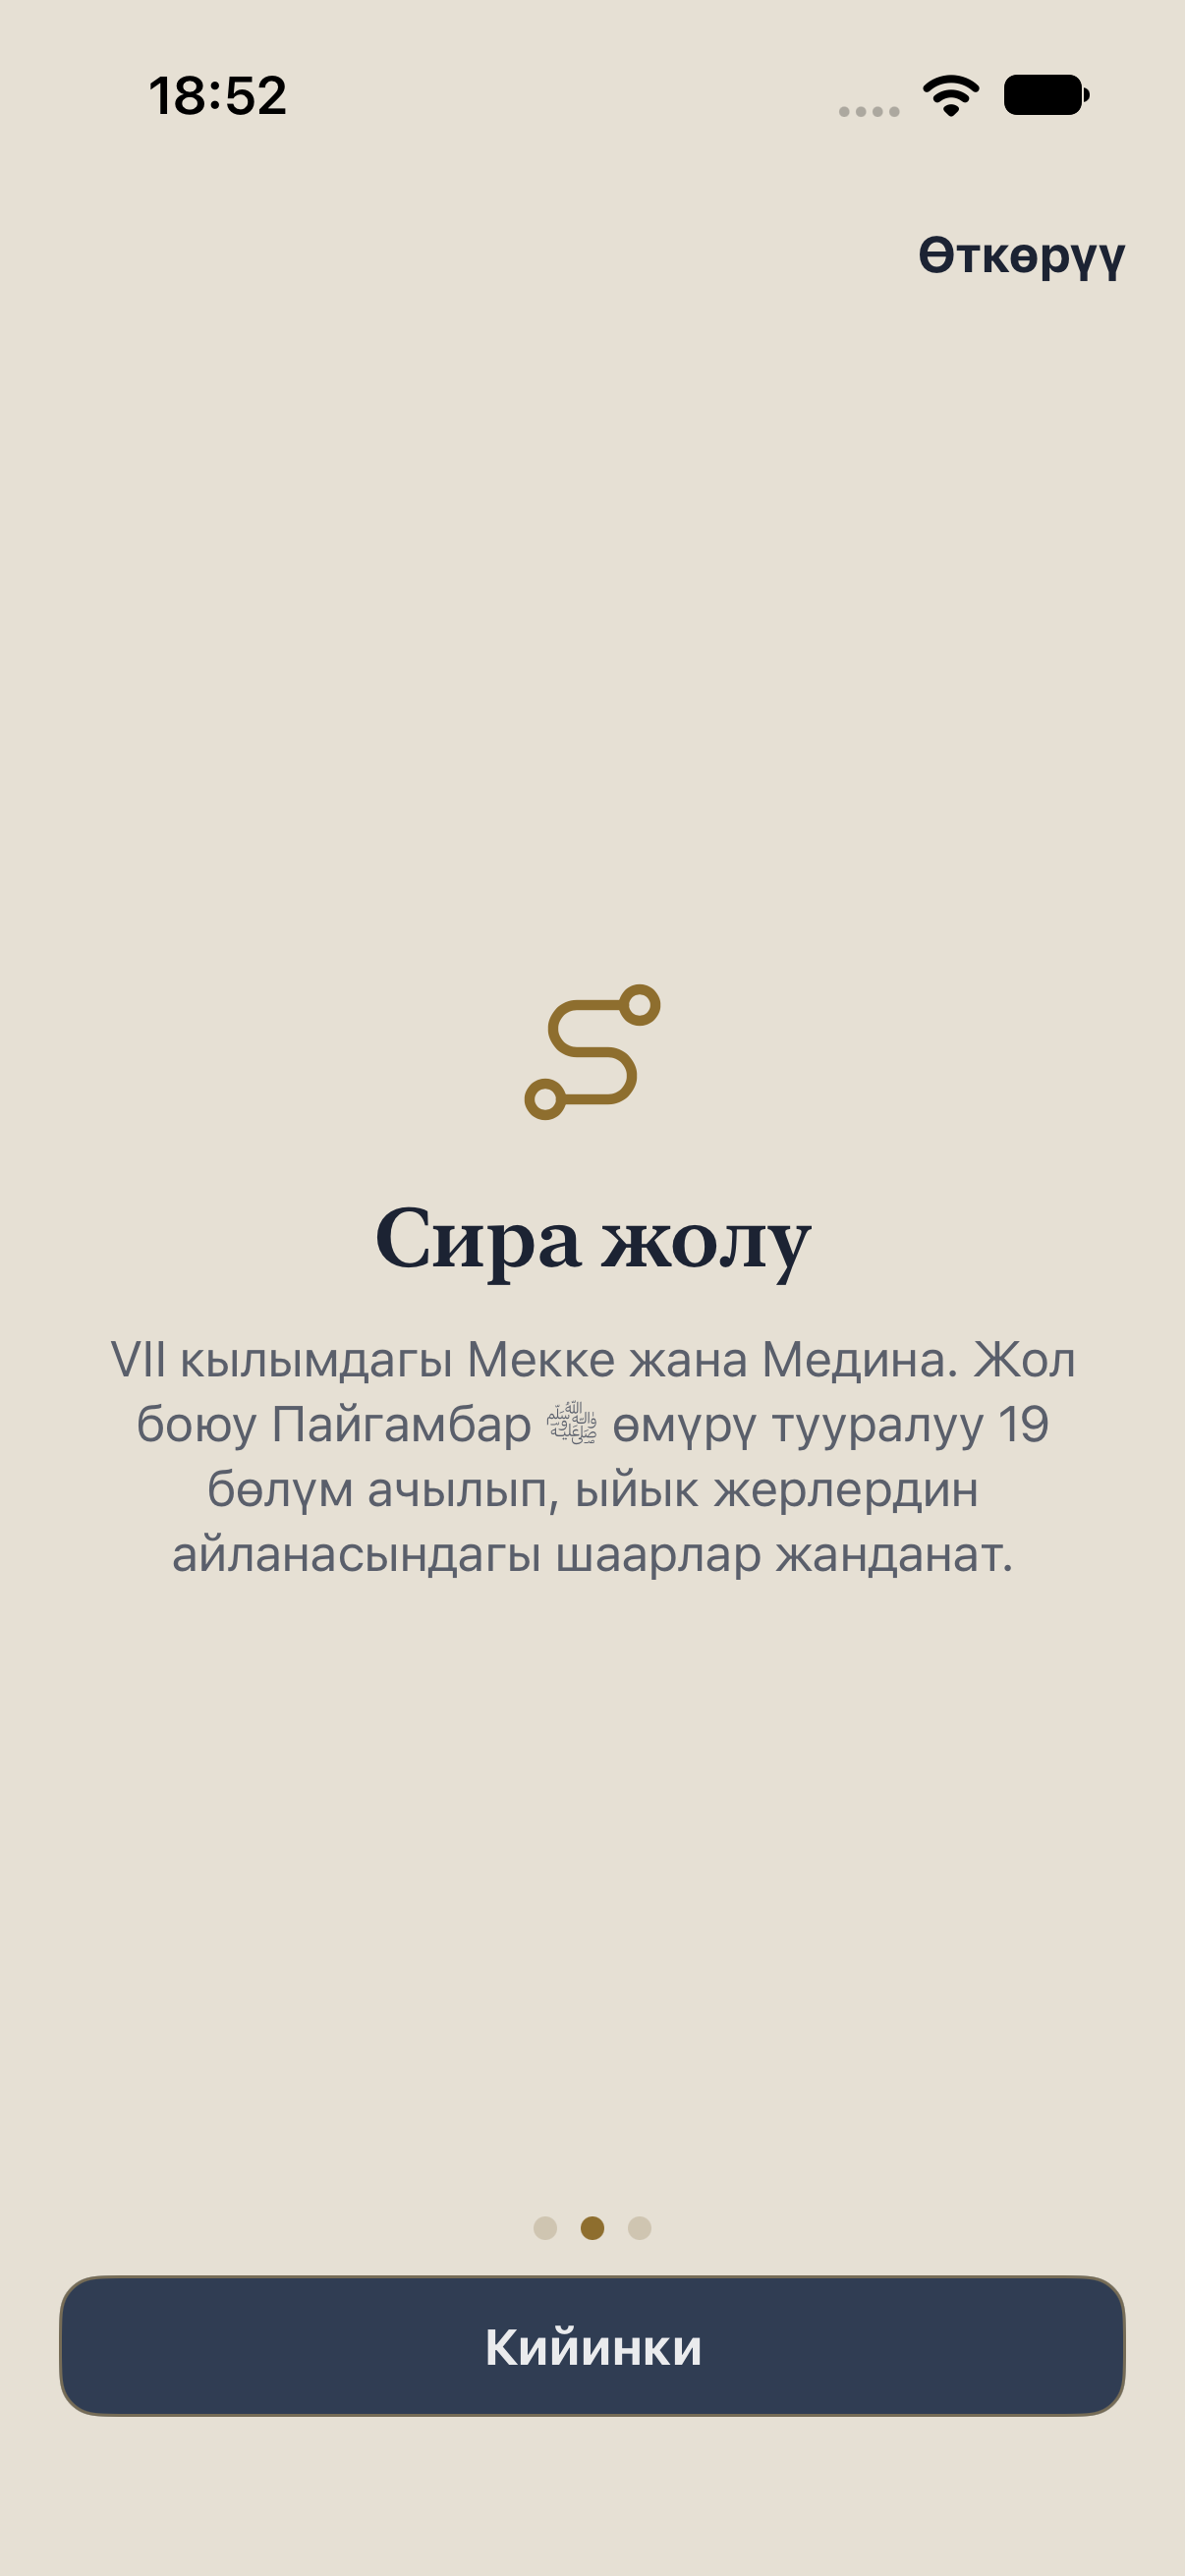 18:52
Өткөрүү
Сира жолу
VII кылымдагы Мекке жана Медина. Жол
боюу Пайгамбар ﷺ өмүрү тууралуу 19
бөлүм ачылып, ыйык жерлердин
айланасындагы шаарлар жанданат.
Кийинки